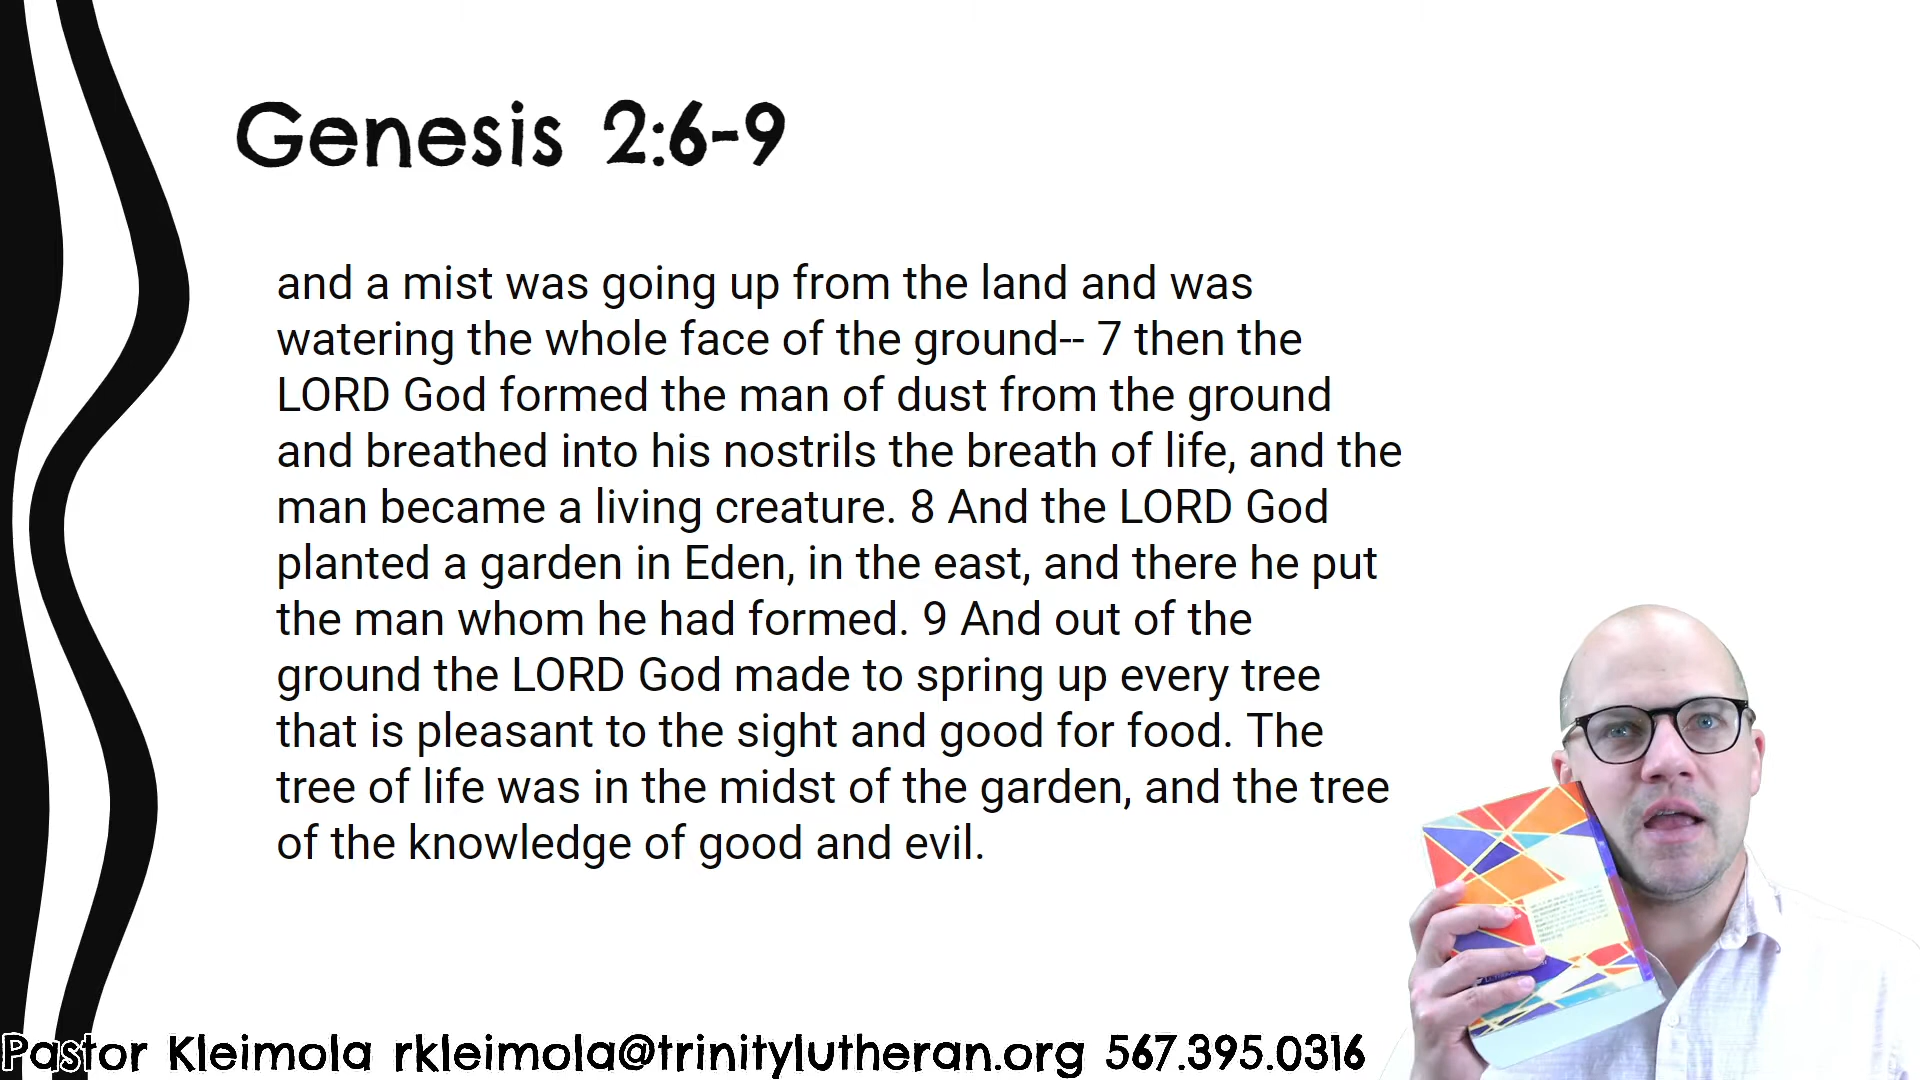 Genesis 2:6-9
and a mist was going up from the land and was
watering the whole face of the ground-- 7 then the
LORD God formed the man of dust from the ground
and breathed into his nostrils the breath of life, and the
man became a living creature. 8 And the LORD God
planted a garden in Eden, in the east, and there he put
the man whom he had formed. 9 And out of the
ground the LORD God made to spring up every tree
that is pleasant to the sight and good for food. The
tree of life was in the midst of the garden, and the tree
of the knowledge of good and evil.
Pastor Kleimola rkleimola@trinitylutheran.org 567.395.0316